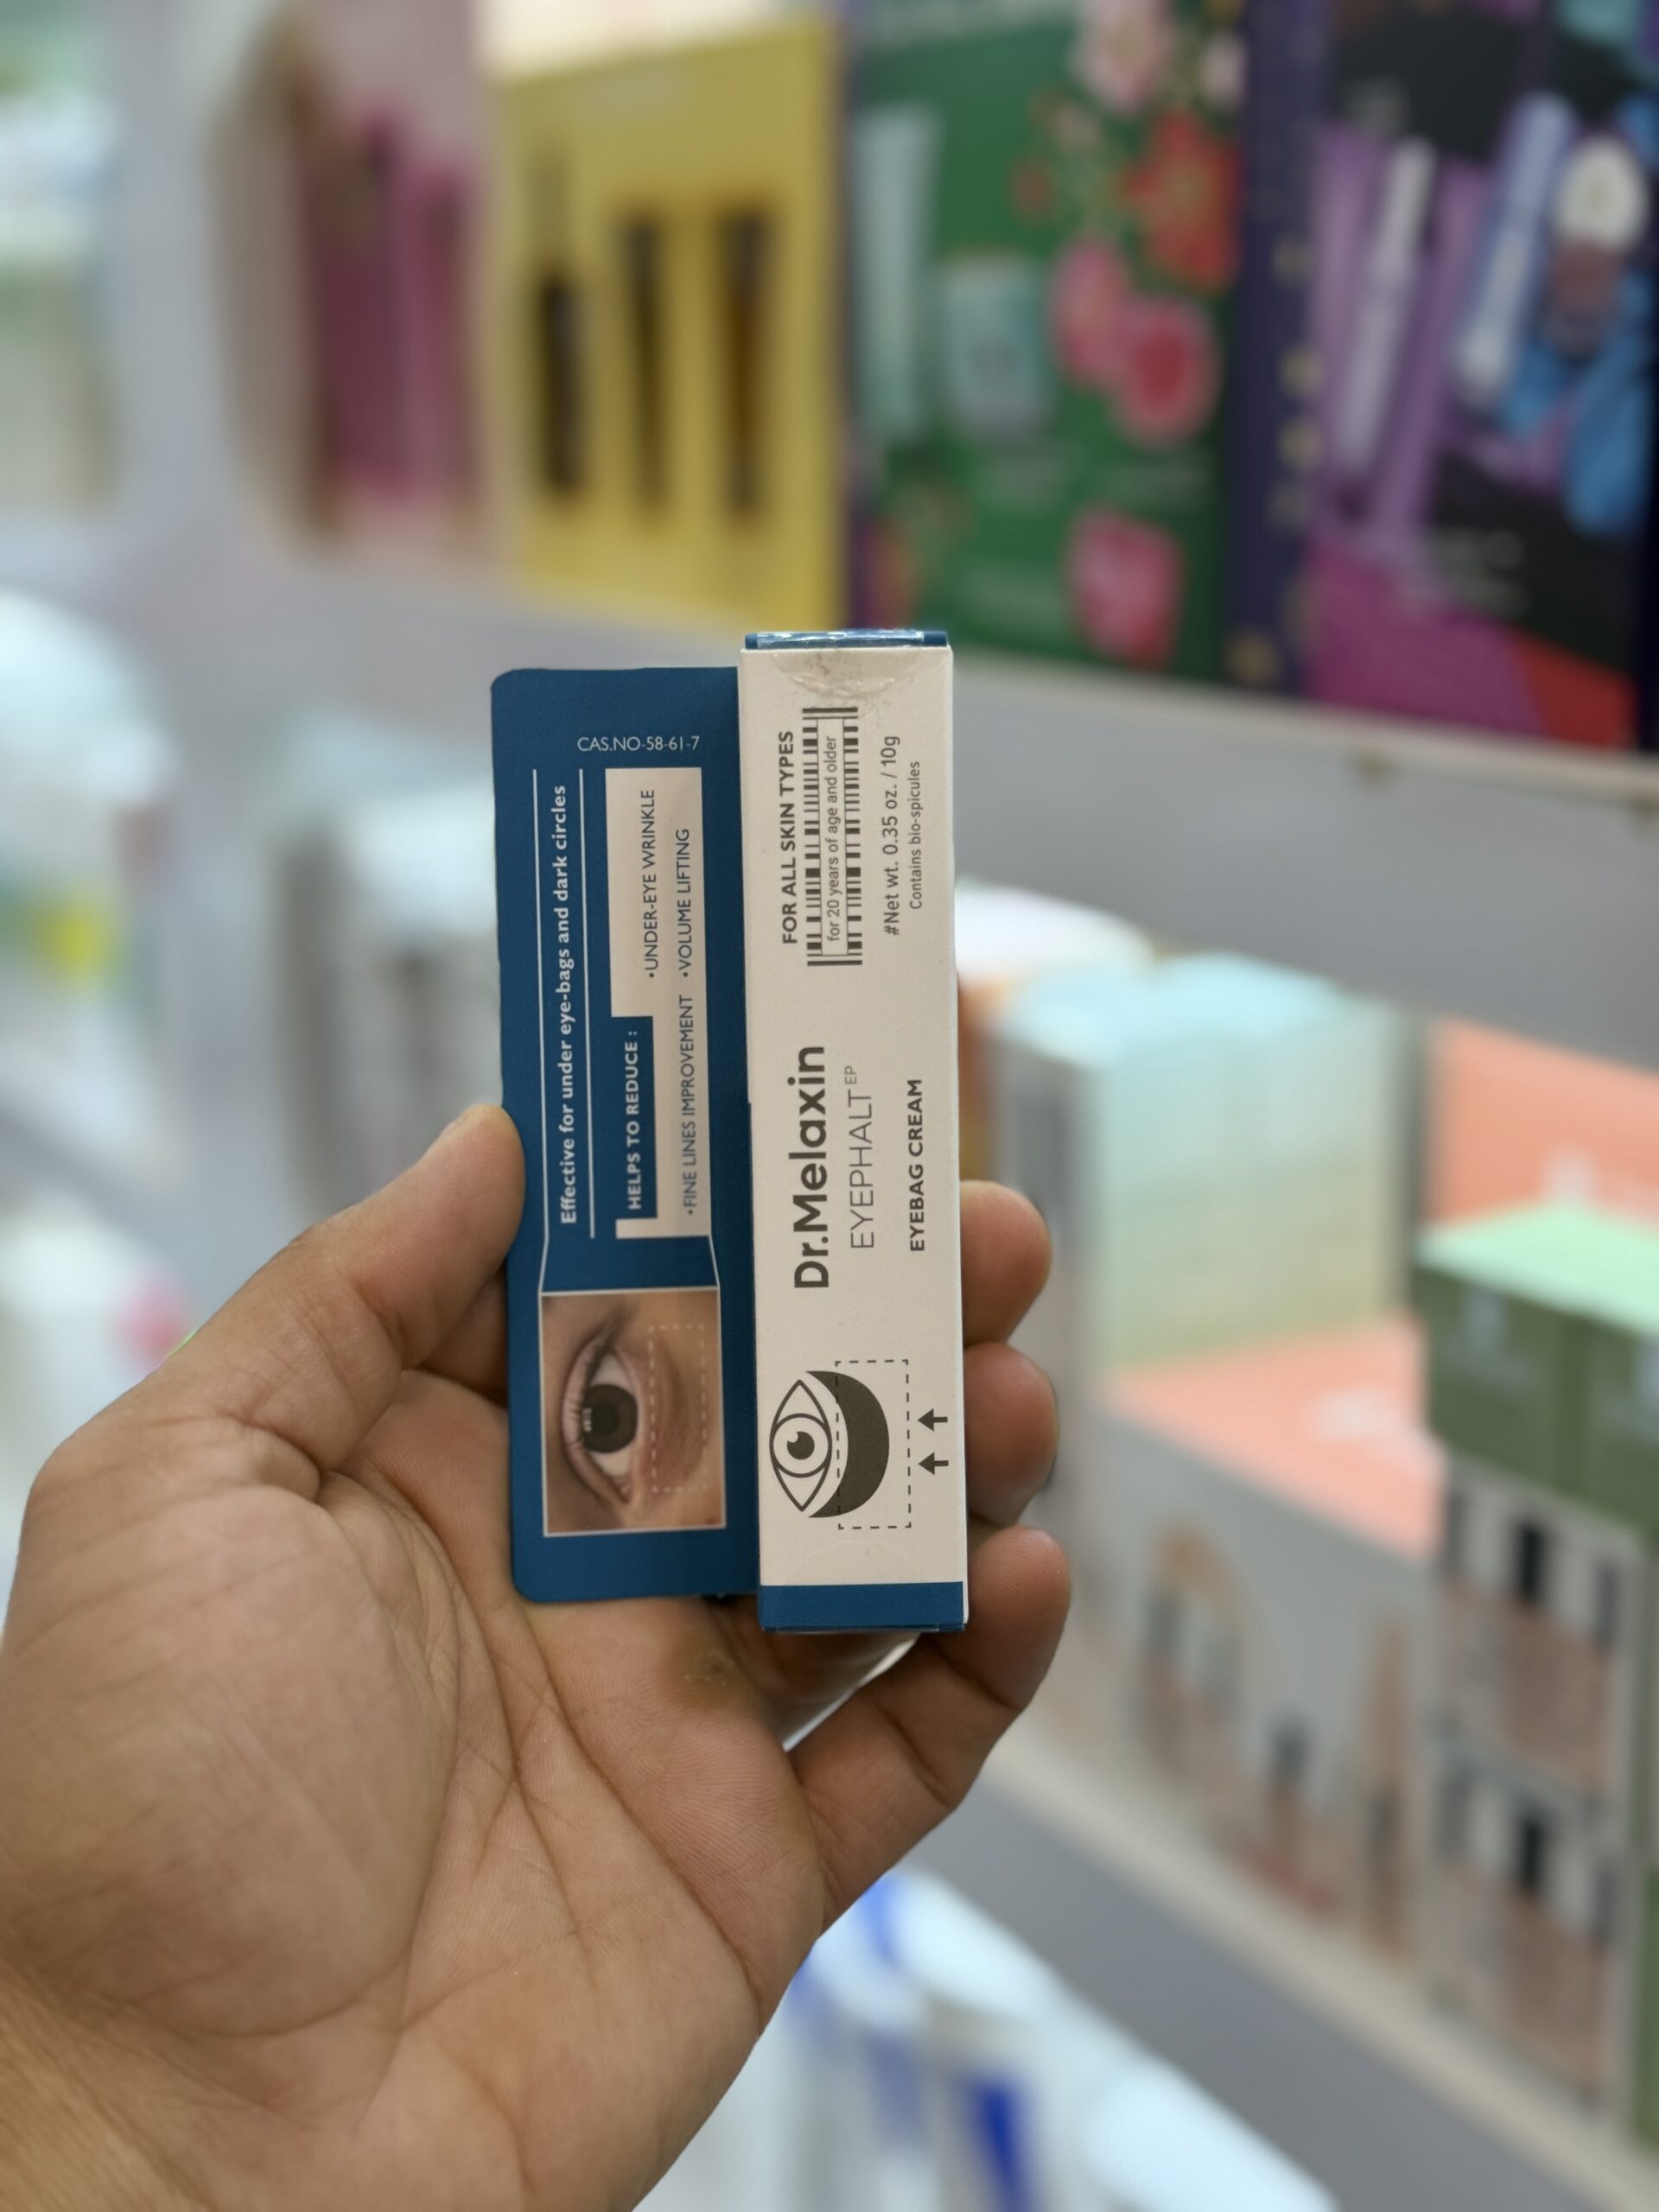 CAS.NO-58-61-7
Effective for under eye-bags and dark circles
HELPS TO REDUCE :
•UNDER-EYE WRINKLE
•FINE LINES IMPROVEMENT •VOLUME LIFTING
Dr.Melaxin
EYEPHALT EP
EYEBAG CREAM
FOR ALL SKIN TYPES
for 20 years of age and older
#Net wt. 0.35 oz. / 10g
Contains bio-spicules